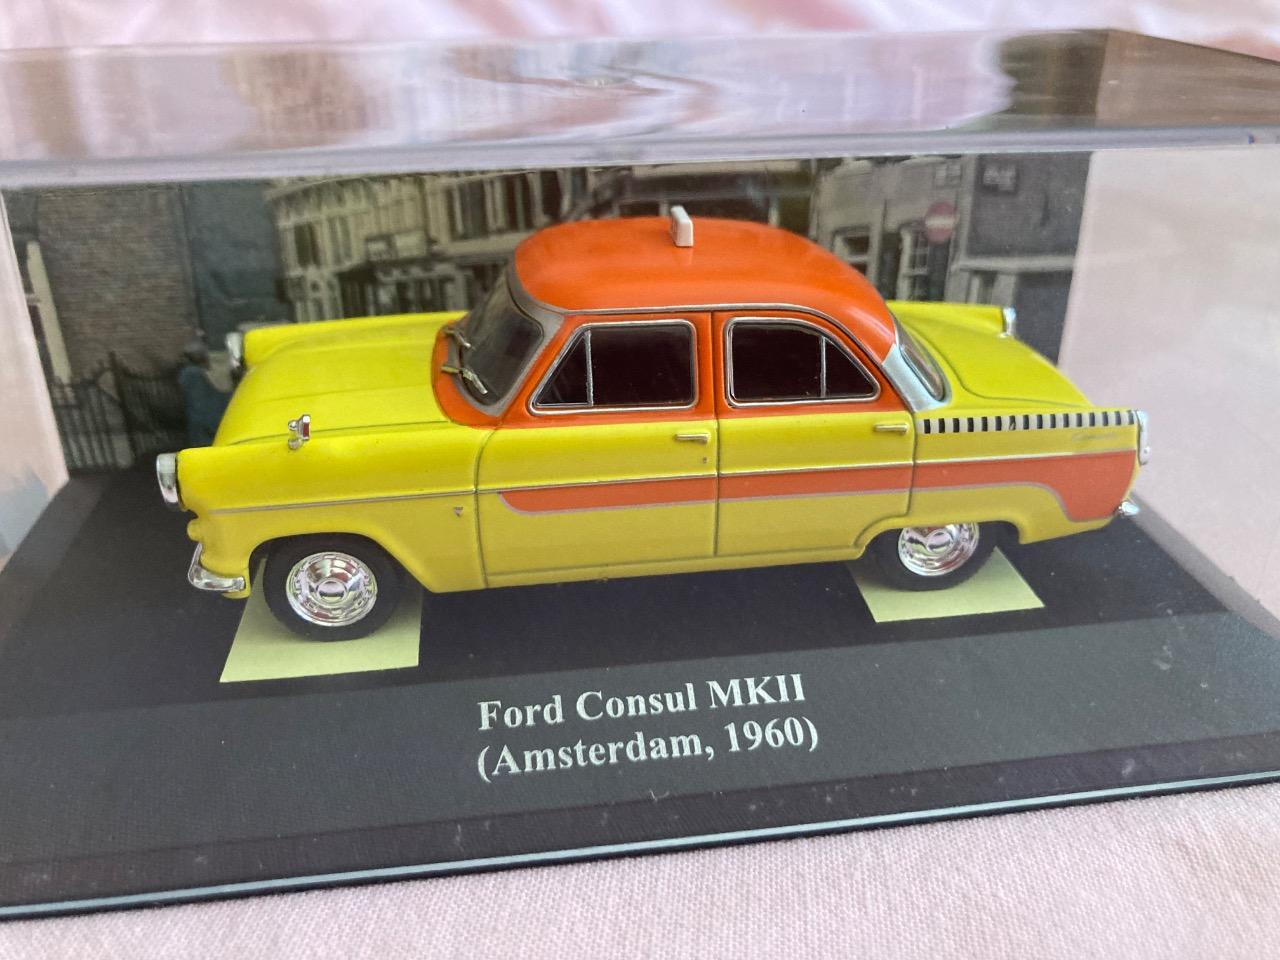 Ford Consul MKII
(Amsterdam, 1960)